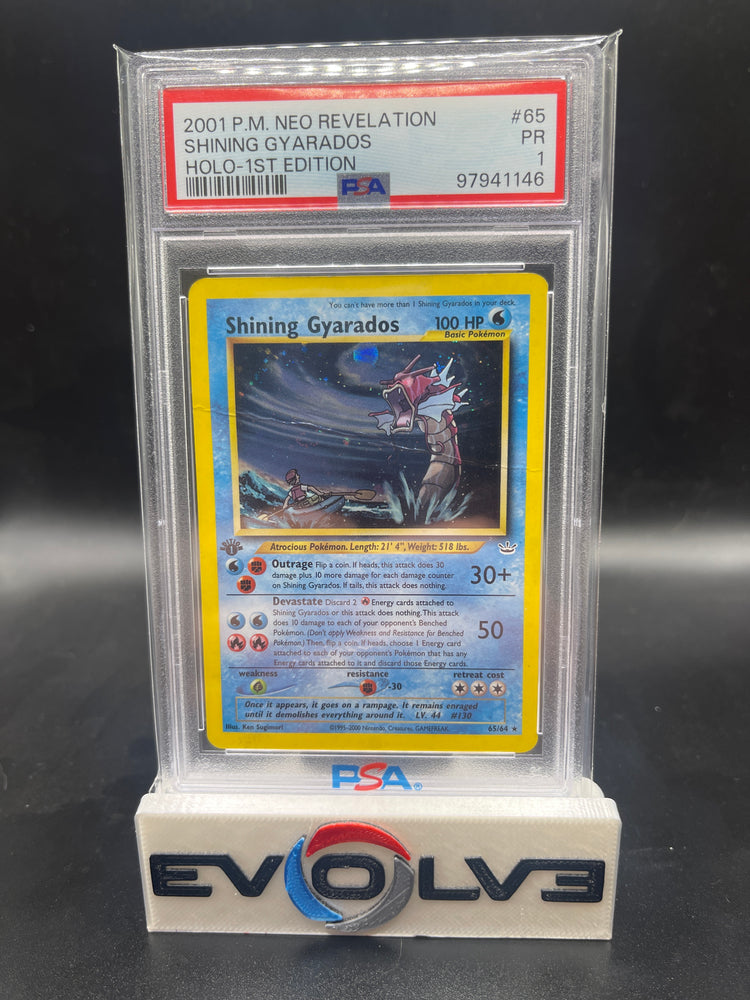 2001 P.M. NEO REVELATION #65
SHINING GYARADOS PR
HOLO-1ST EDITION 1
PSA 97941146
You can't have more than 1 Shining Gyarados in your deck.
Shining Gyarados 100 HP
Basic Pokémon
EDITION
1
Atrocious Pokémon. Length: 21' 4", Weight: 518 lbs.
Outrage Flip a coin. If heads, this attack does 30
damage plus 10 more damage for each damage counter
on Shining Gyarados. If tails, this attack does nothing.
30+
Devastate Discard 2 Energy cards attached to
Shining Gyarados or this attack does nothing. This attack
does 10 damage to each of your opponent's Benched
Pokémon. (Don't apply Weakness and Resistance for Benched
Pokémon.) Then, flip a coin. If heads, choose 1 Energy card
attached to each of your opponent's Pokémon that has any
Energy cards attached to it and discard those Energy cards.
50
weakness resistance retreat cost
-30
Once it appears, it goes on a rampage. It remains enraged
until it demolishes everything around it. LV. 44 #130
Illus. Ken Sugimori ©1995-2000 Nintendo, Creatures, GAMEFREAK. 65/64 ★
PSA®
EVOLVE